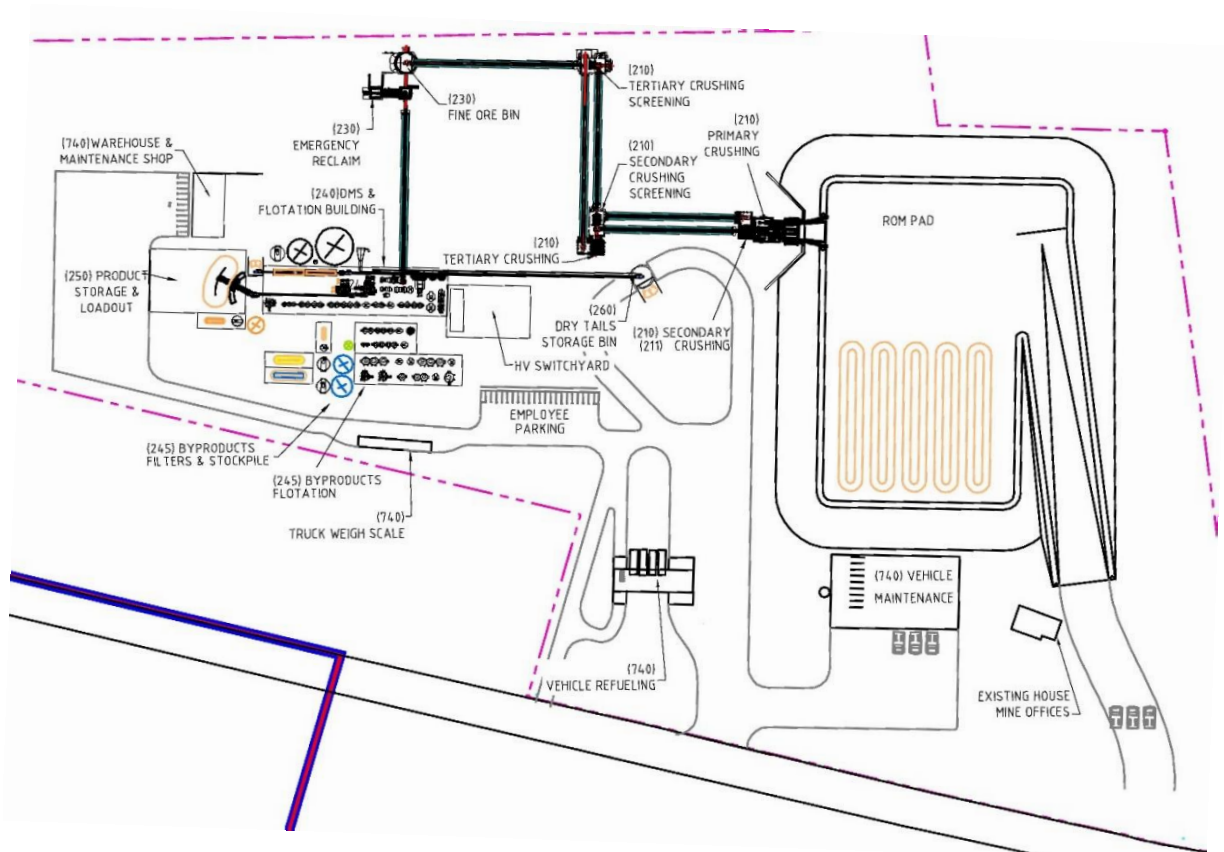 (210)
TERTIARY CRUSHING
SCREENING
(230)
FINE ORE BIN
(230)
EMERGENCY
RECLAIM
(210)
PRIMARY
CRUSHING
(740)WAREHOUSE &
MAINTENANCE SHOP
(210)
SECONDARY
CRUSHING
SCREENING
(240)DMS &
FLOTATION BUILDING
ROM PAD
(210)
TERTIARY CRUSHING
(250) PRODUCT
STORAGE &
LOADOUT
(260)
DRY TAILS
STORAGE BIN
(210) SECONDARY
(211) CRUSHING
HV SWITCHYARD
EMPLOYEE
PARKING
(245) BYPRODUCTS
FILTERS & STOCKPILE
(245) BYPRODUCTS
FLOTATION
(740)
TRUCK WEIGH SCALE
(740) VEHICLE
MAINTENANCE
(740)
VEHICLE REFUELING
EXISTING HOUSE
MINE OFFICES